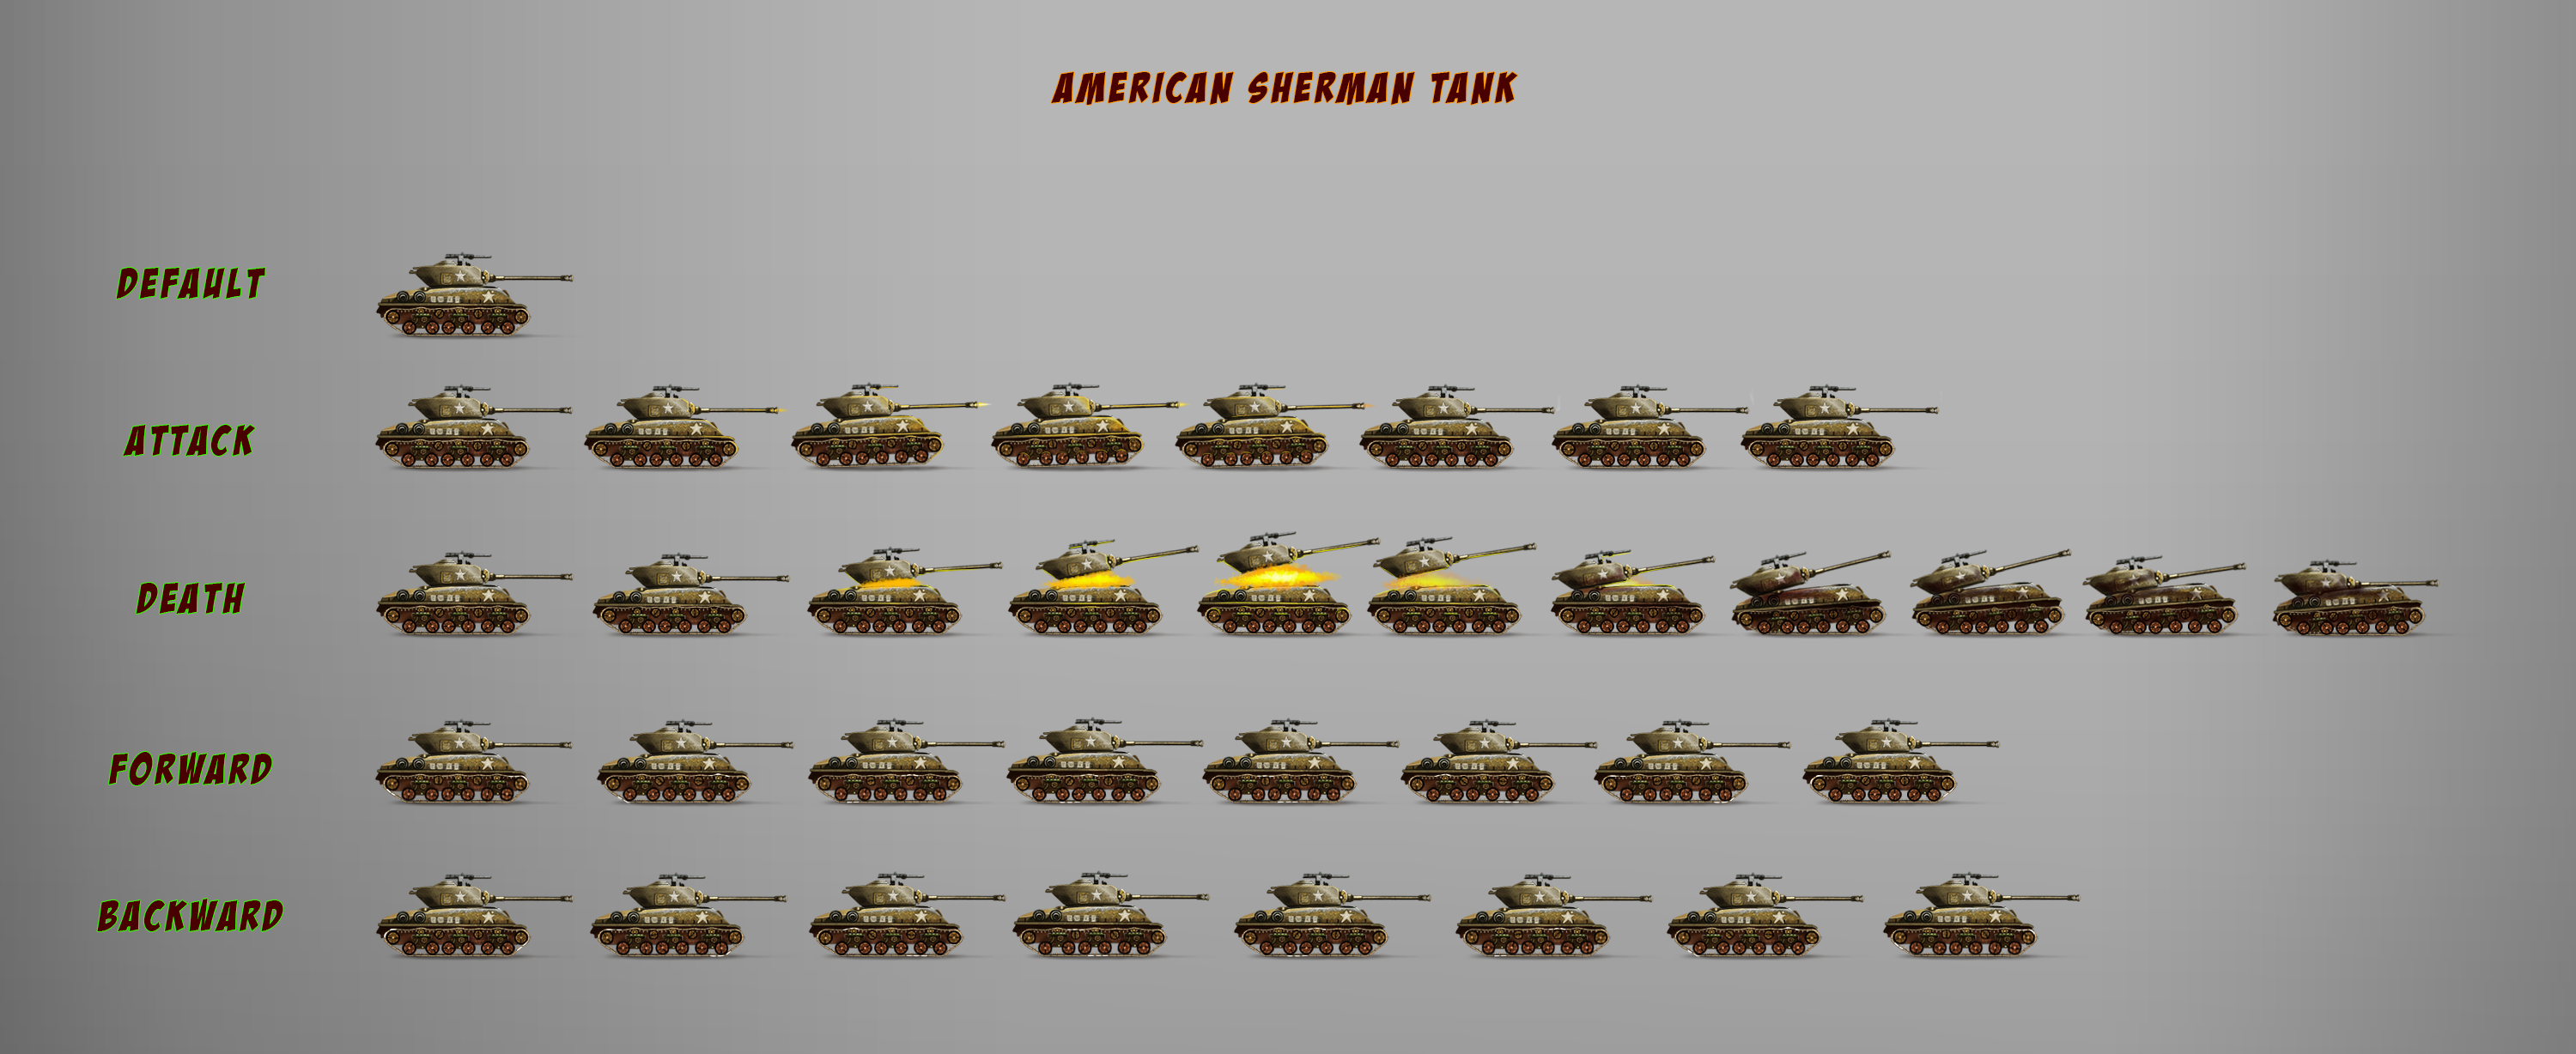 AMERICAN SHERMAN TANK
DEFAULT
ATTACK
DEATH
FORWARD
BACKWARD